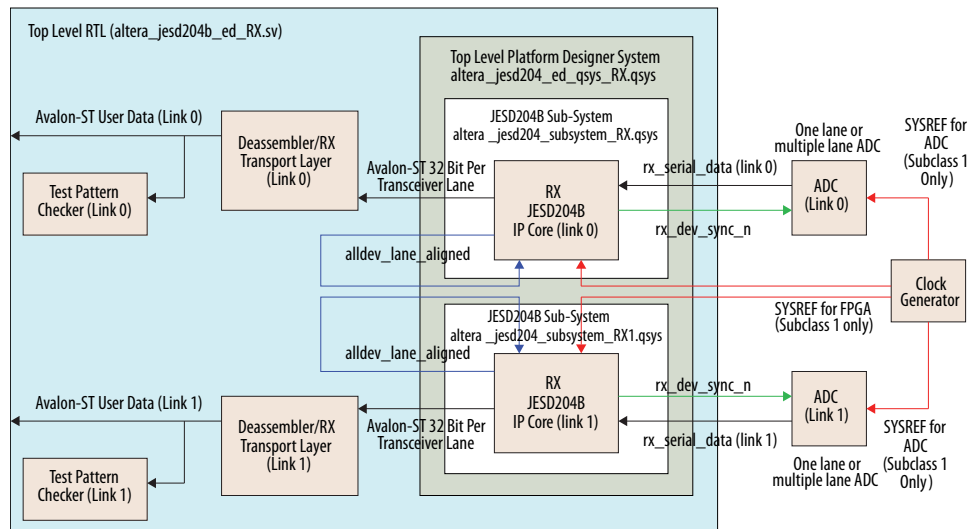 Top Level RTL (altera_jesd204b_ed_RX.sv)
Top Level Platform Designer System
altera _jesd204_ed_qsys_RX.qsys
JESD204B Sub-System
altera _jesd204_subsystem_RX.qsys
Avalon-ST User Data (Link 0)
Deassembler/RX
Transport Layer
(Link 0)
Test Pattern
Checker (Link 0)
Avalon-ST 32 Bit Per
Transceiver Lane
RX
JESD204B
IP Core (link 0)
rx_serial_data (link 0)
rx_dev_sync_n
One lane or
multiple lane ADC
ADC
(Link 0)
SYSREF for
ADC
(Subclass 1
Only)
alldev_lane_aligned
Clock
Generator
SYSREF for FPGA
(Subclass 1 only)
JESD204B Sub-System
altera _jesd204_subsystem_RX1.qsys
alldev_lane_aligned
RX
JESD204B
IP Core (link 1)
rx_dev_sync_n
rx_serial_data (link 1)
ADC
(Link 1)
One lane or
multiple lane ADC
SYSREF for
ADC
(Subclass 1
Only)
Avalon-ST User Data (Link 1)
Deassembler/RX
Transport Layer
(Link 1)
Avalon-ST 32 Bit Per
Transceiver Lane
Test Pattern
Checker (Link 1)